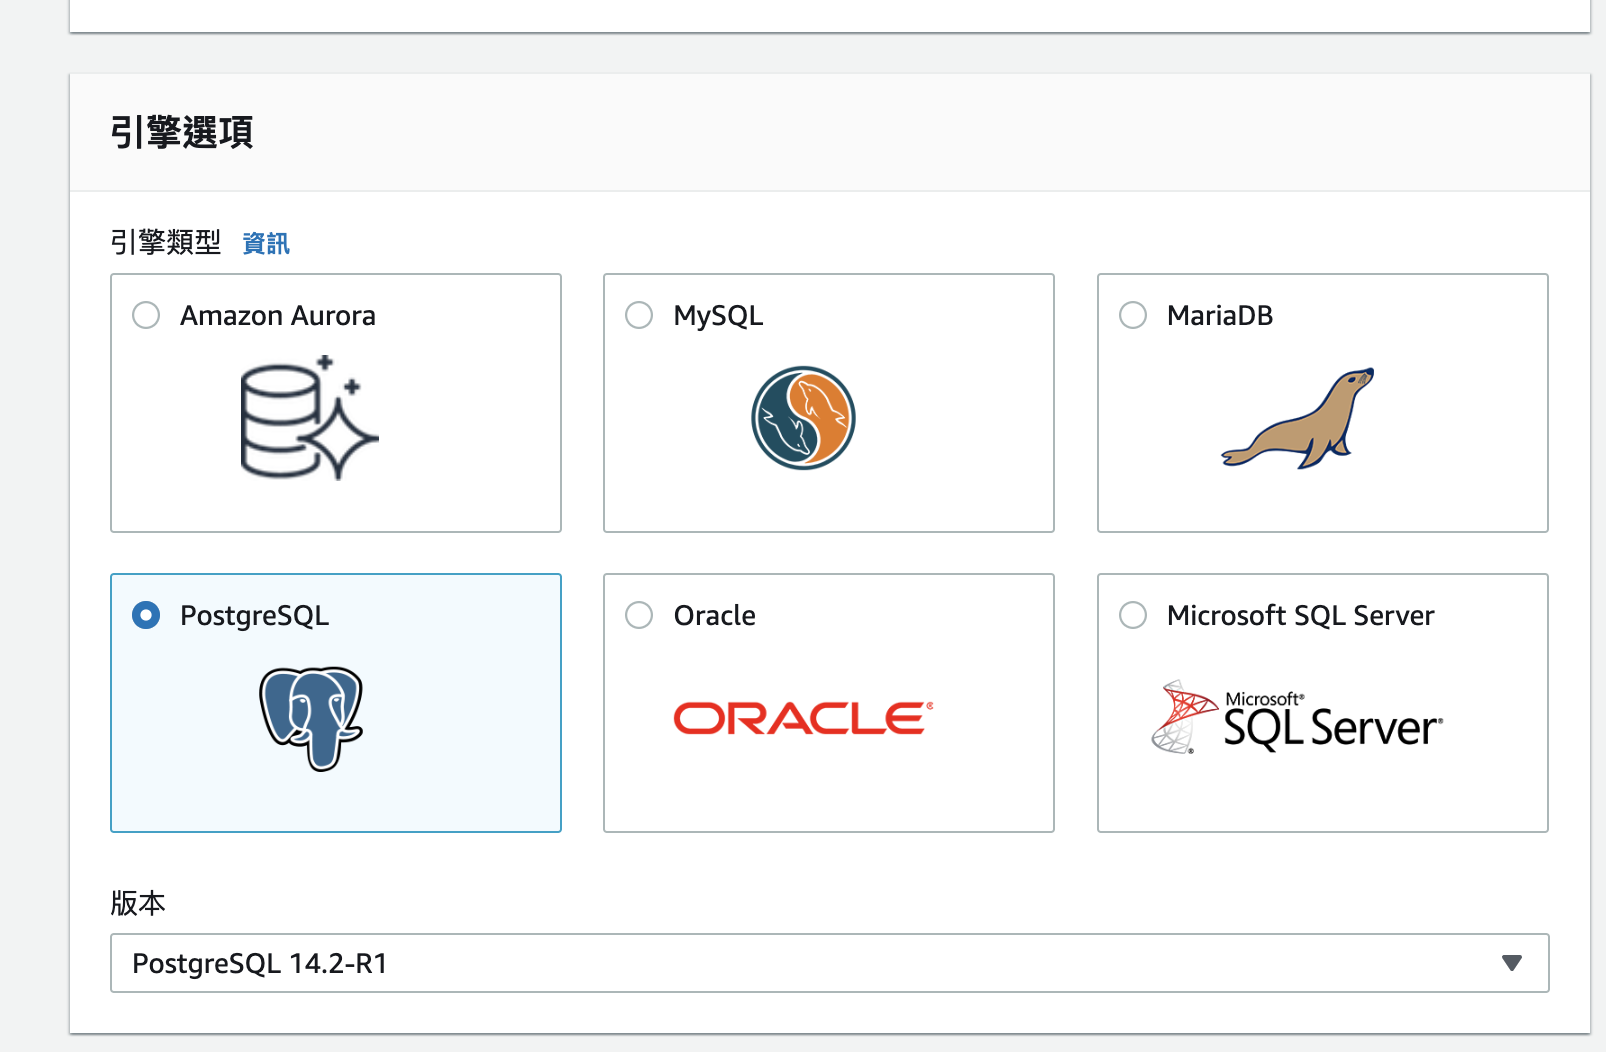 引擎選項
引擎類型 資訊
Amazon Aurora
MySQL
MariaDB
PostgreSQL
Oracle
ORACLE®
Microsoft SQL Server
Microsoft®
SQL Server®
版本
PostgreSQL 14.2-R1